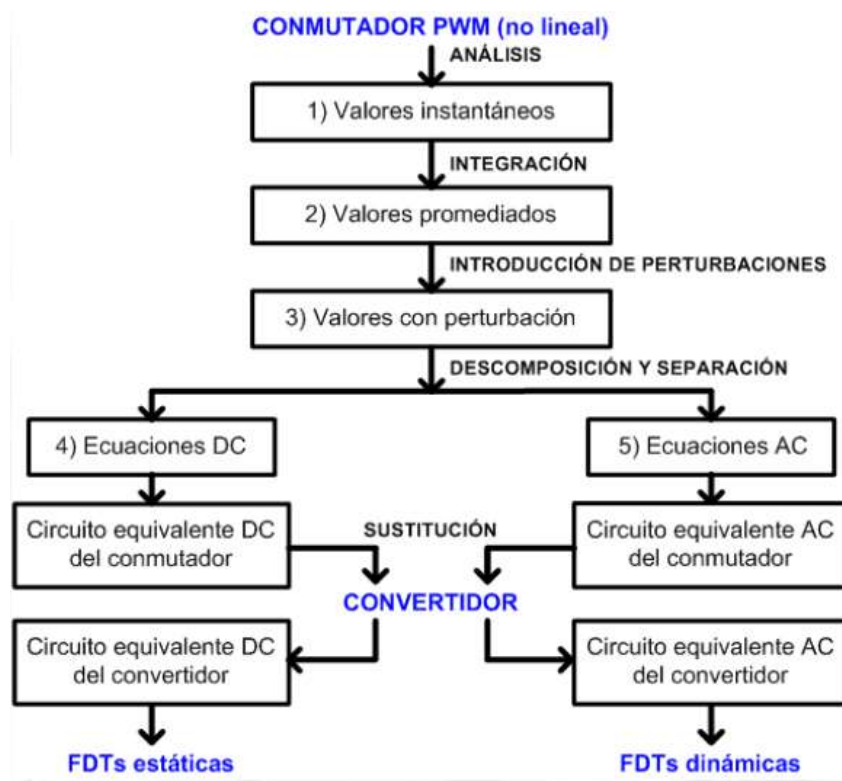 CONMUTADOR PWM (no lineal)
ANÁLISIS
1) Valores instantáneos
INTEGRACIÓN
2) Valores promediados
INTRODUCCIÓN DE PERTURBACIONES
3) Valores con perturbación
DESCOMPOSICIÓN Y SEPARACIÓN
4) Ecuaciones DC
5) Ecuaciones AC
Circuito equivalente DC
del conmutador
SUSTITUCIÓN
Circuito equivalente AC
del conmutador
CONVERTIDOR
Circuito equivalente DC
del convertidor
Circuito equivalente AC
del convertidor
FDTs estáticas
FDTs dinámicas